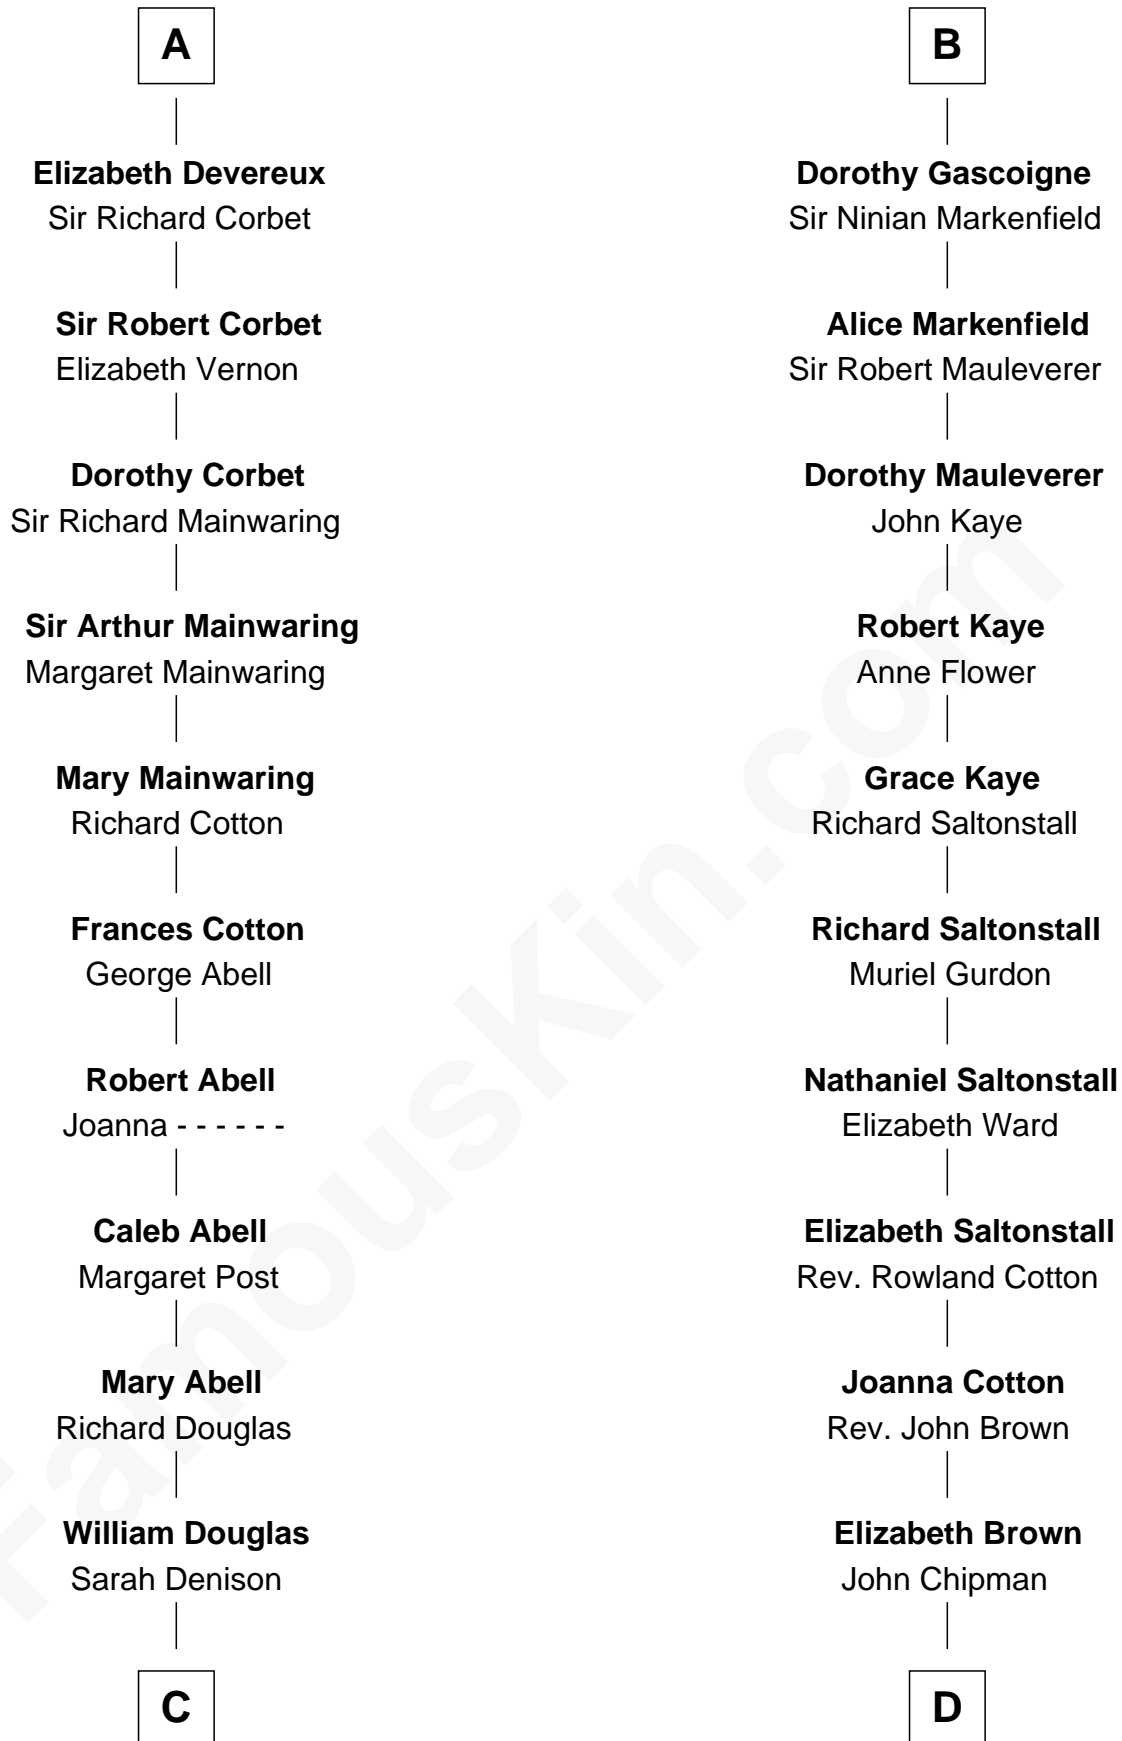 A
Elizabeth Devereux
Sir Richard Corbet
Sir Robert Corbet
Elizabeth Vernon
Dorothy Corbet
Sir Richard Mainwaring
Sir Arthur Mainwaring
Margaret Mainwaring
Mary Mainwaring
Richard Cotton
Frances Cotton
George Abell
Robert Abell
Joanna - - - - - -
Caleb Abell
Margaret Post
Mary Abell
Richard Douglas
William Douglas
Sarah Denison
C
B
Dorothy Gascoigne
Sir Ninian Markenfield
Alice Markenfield
Sir Robert Mauleverer
Dorothy Mauleverer
John Kaye
Robert Kaye
Anne Flower
Grace Kaye
Richard Saltonstall
Richard Saltonstall
Muriel Gurdon
Nathaniel Saltonstall
Elizabeth Ward
Elizabeth Saltonstall
Rev. Rowland Cotton
Joanna Cotton
Rev. John Brown
Elizabeth Brown
John Chipman
D
FamousKin.com